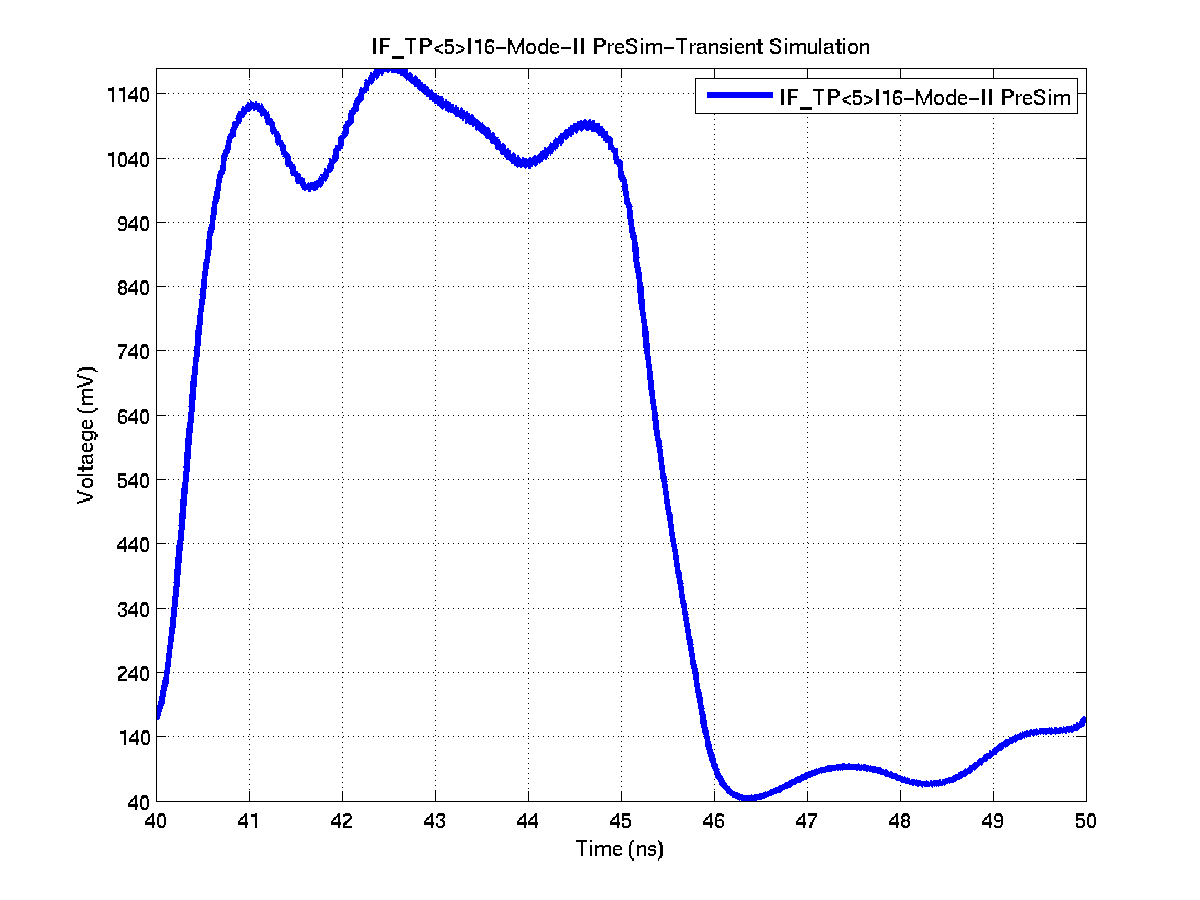 IF_TP<5>I16-Mode-II PreSim-Transient Simulation
IF_TP<5>I16-Mode-II PreSim
1140
1040
940
840
740
640
540
440
340
240
140
40
Voltaege (mV)
40 41 42 43 44 45 46 47 48 49 50
Time (ns)